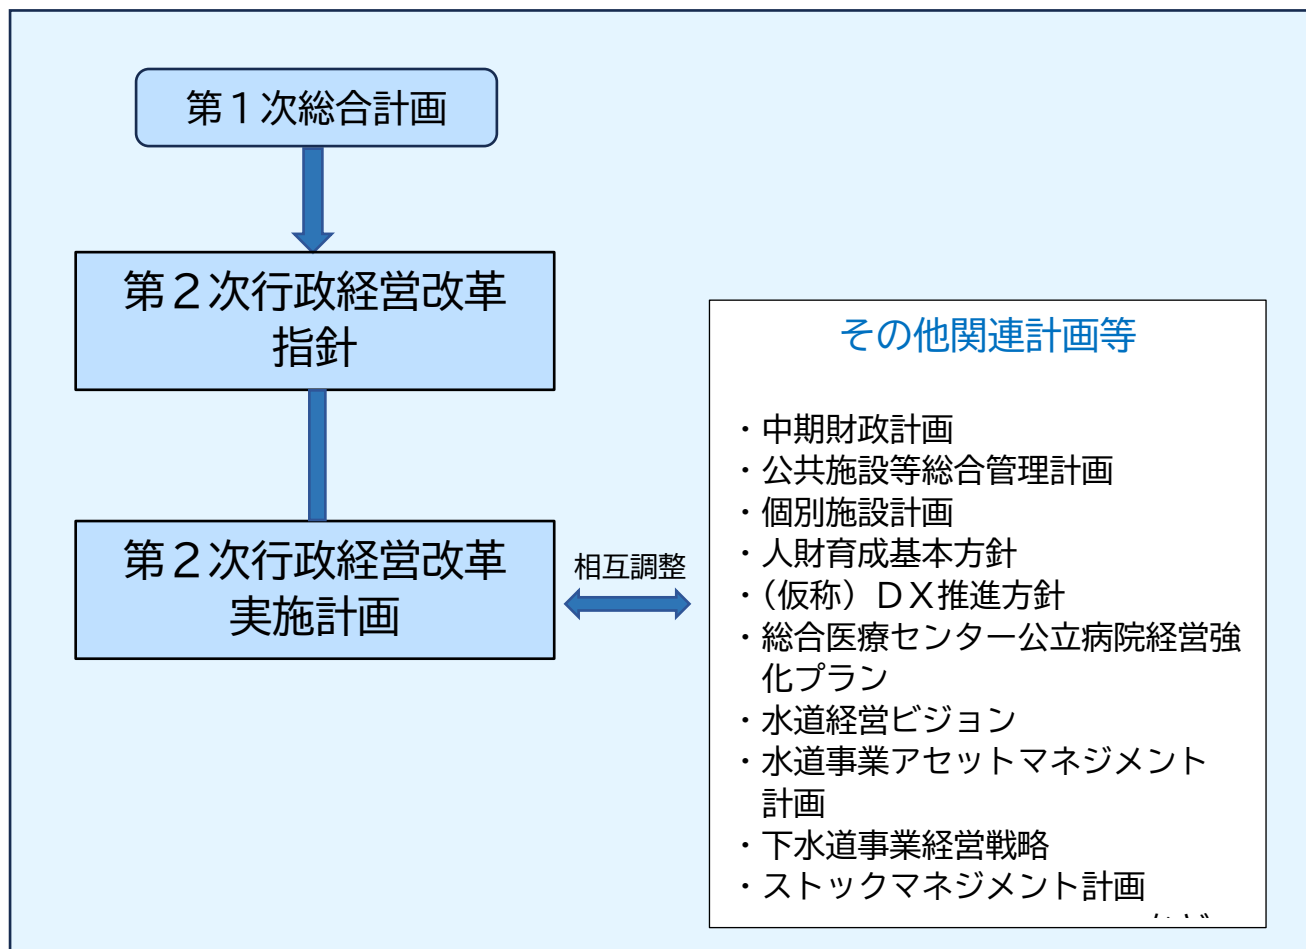 第１次総合計画
第２次行政経営改革
指針
第２次行政経営改革
実施計画
相互調整
その他関連計画等
・中期財政計画
・公共施設等総合管理計画
・個別施設計画
・人財育成基本方針
・（仮称）ＤＸ推進方針
・総合医療センター公立病院経営強
化プラン
・水道経営ビジョン
・水道事業アセットマネジメント
計画
・下水道事業経営戦略
・ストックマネジメント計画